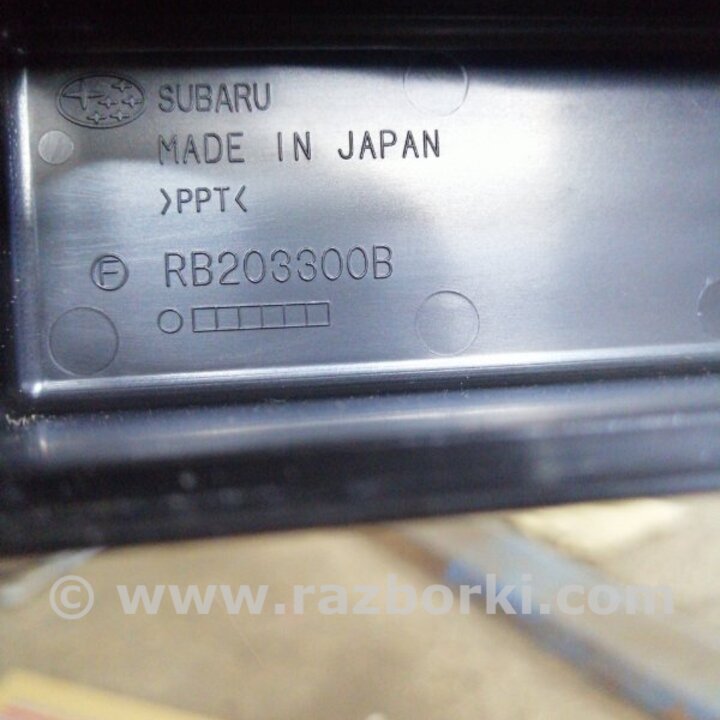 SUBARU
MADE IN JAPAN
>PPT<
F RB203300B
© www.razborki.com